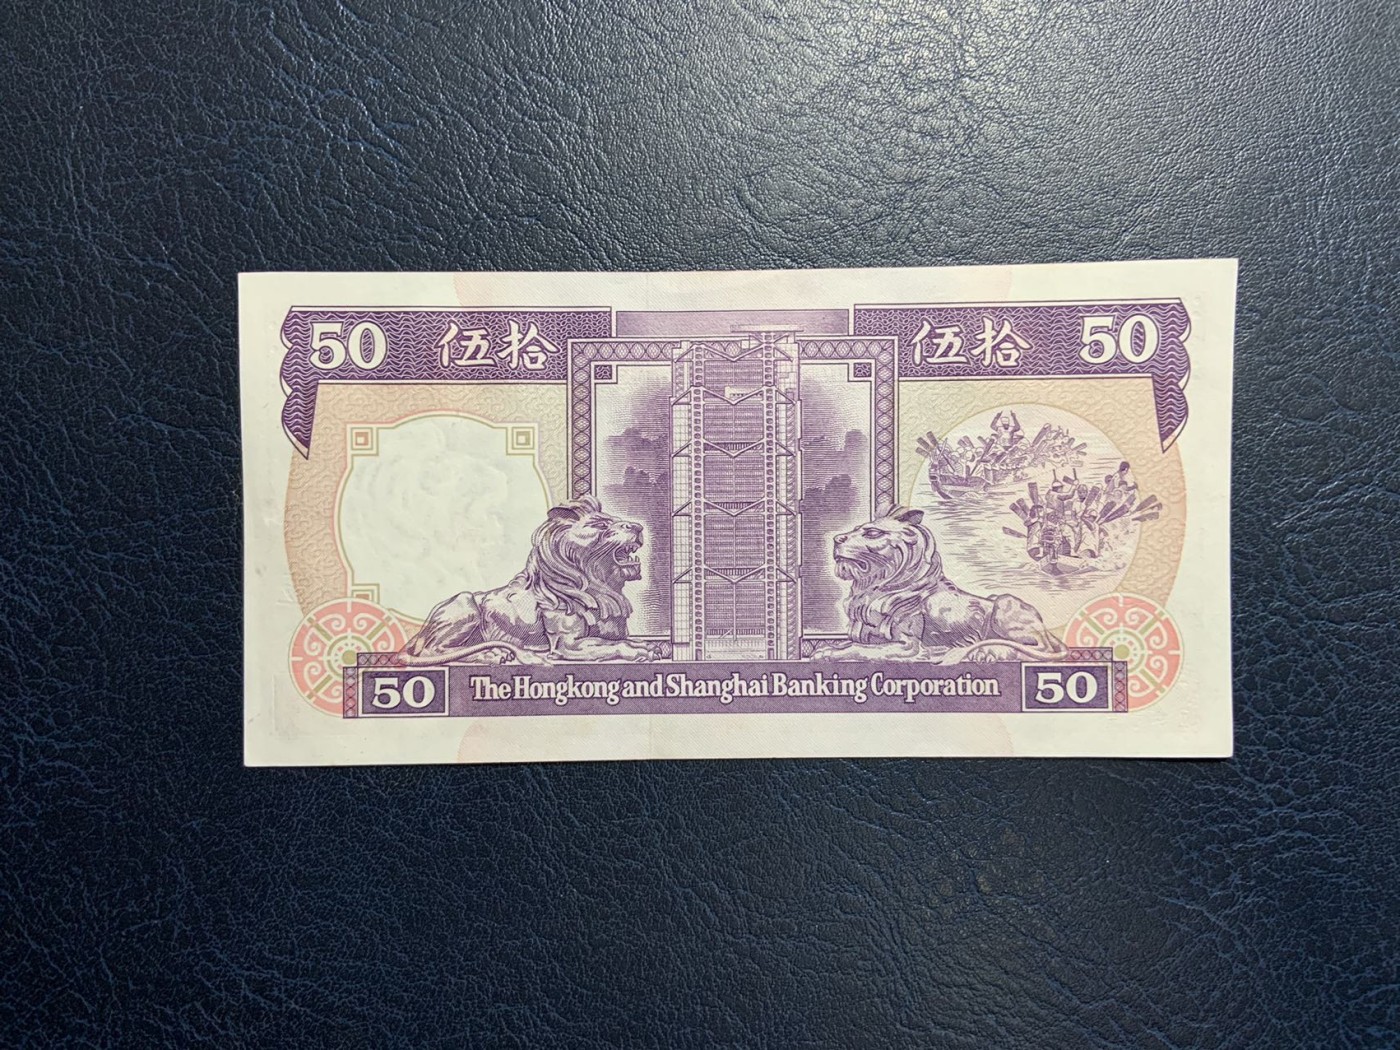 50 伍拾 伍拾 50
50 The Hongkong and Shanghai Banking Corporation 50